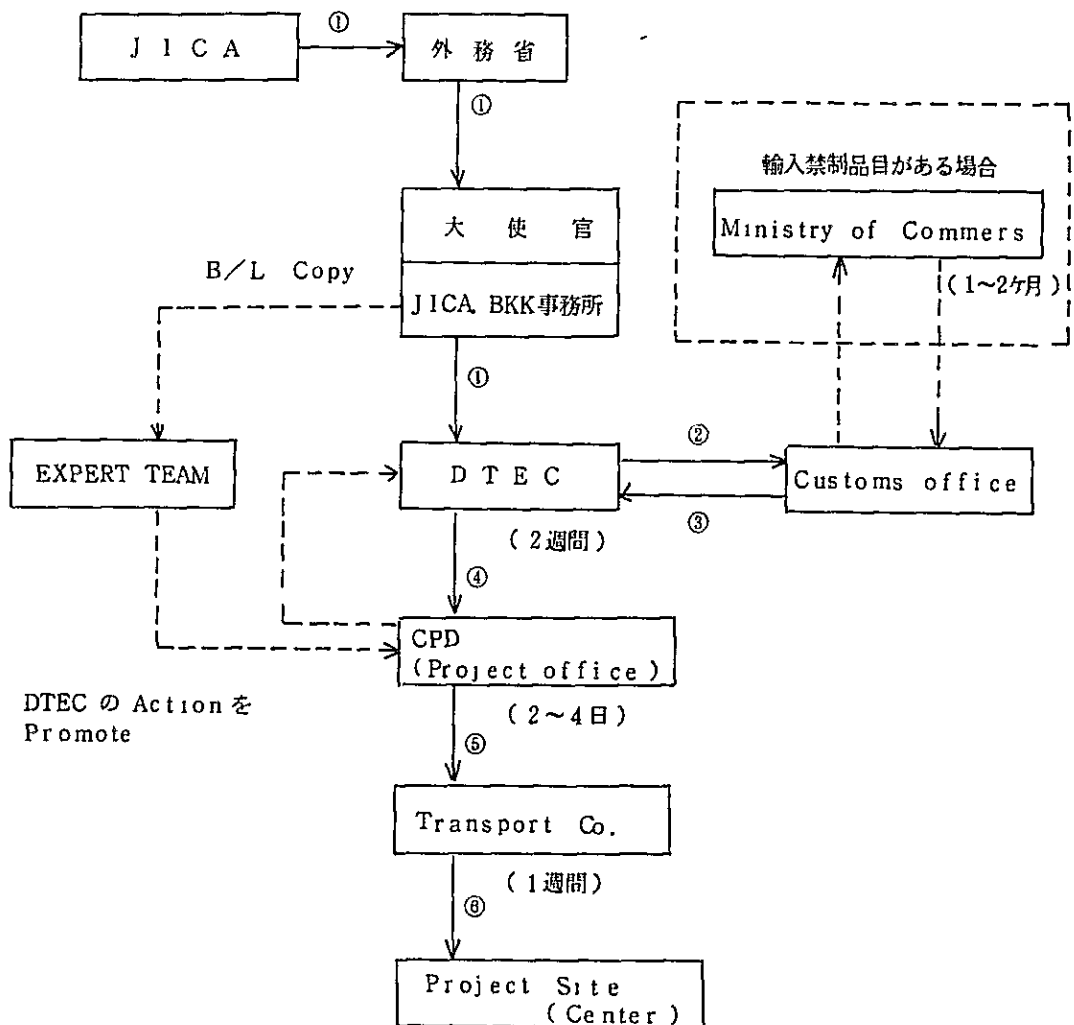 ①
JICA
外務省
①
輸入禁制品目がある場合
大使官
Ministry of Commers
B/L Copy
JICA. BKK事務所
(1~2ケ月)
①
②
EXPERT TEAM
DTEC
Customs office
③
(2週間)
④
CPD
(Project office)
DTEC の Action を
Promote
(2~4日)
⑤
Transport Co.
(1週間)
⑥
Project Site
(Center)